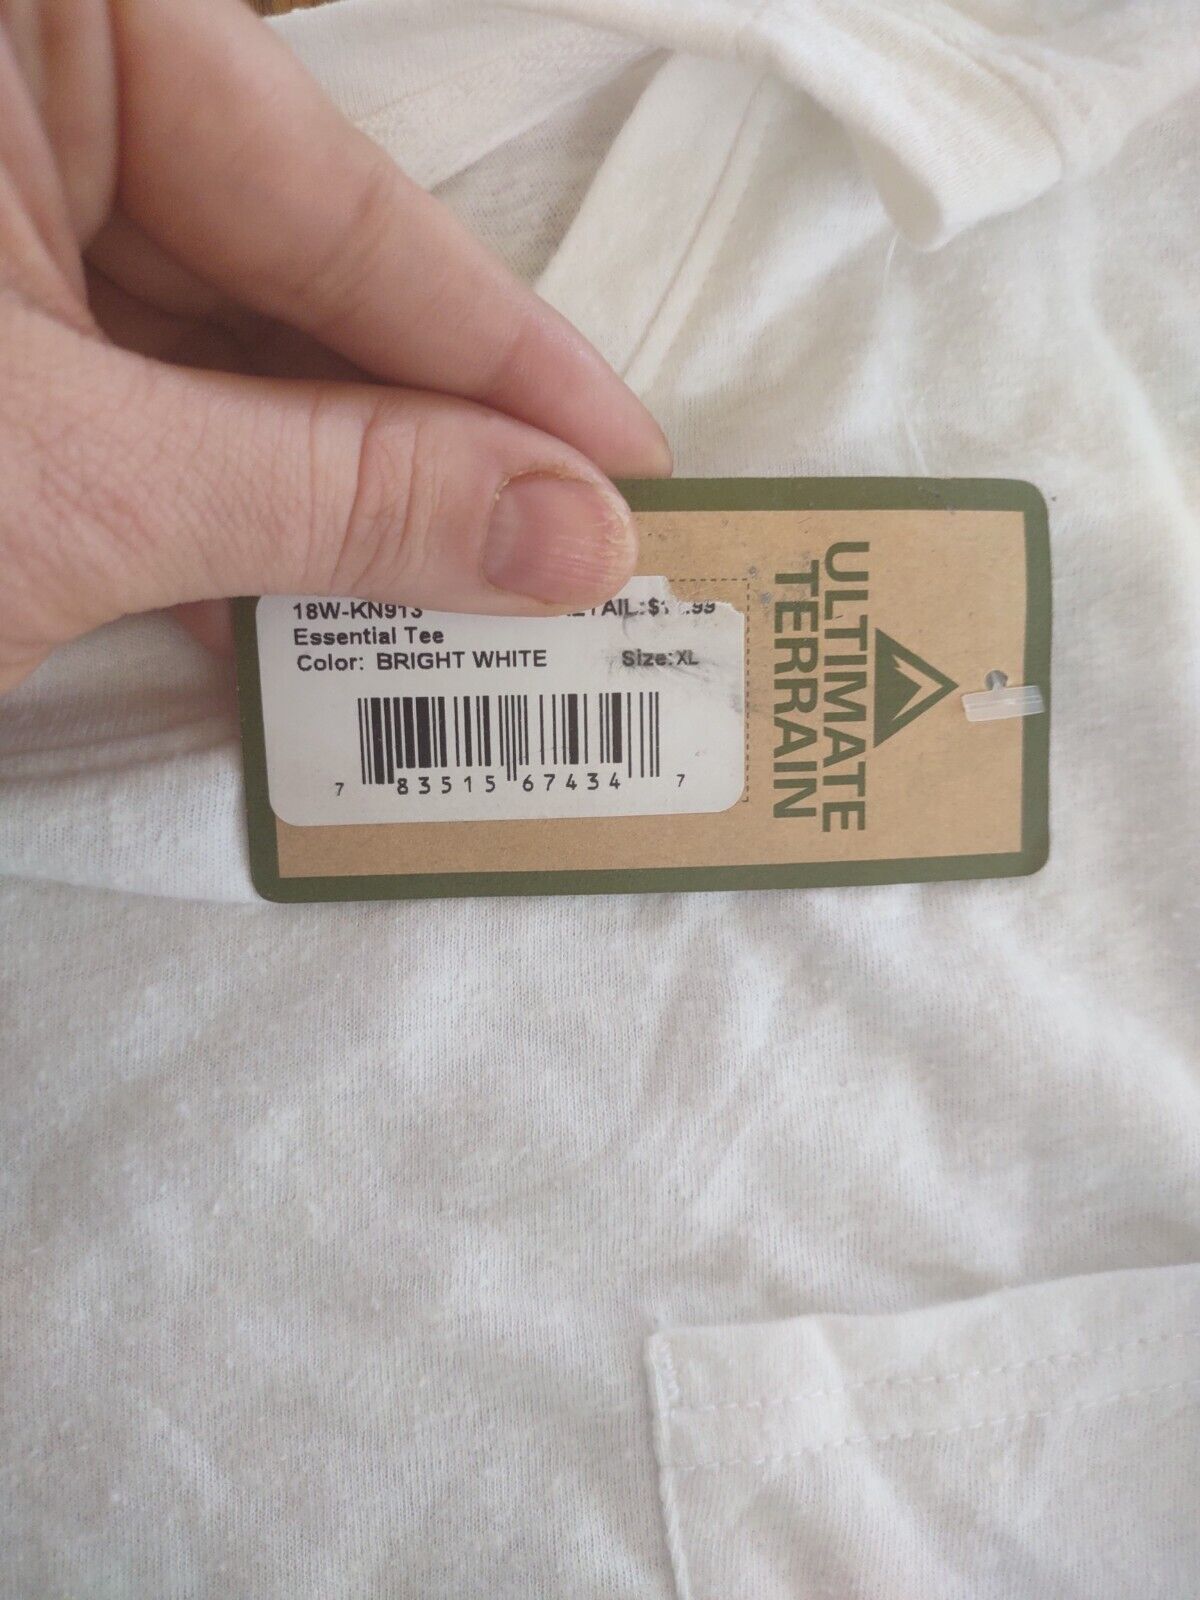 18W-KN913
Essential Tee
Color: BRIGHT WHITE Size:XL
7 83515 67434 7
ULTIMATE
TERRAIN